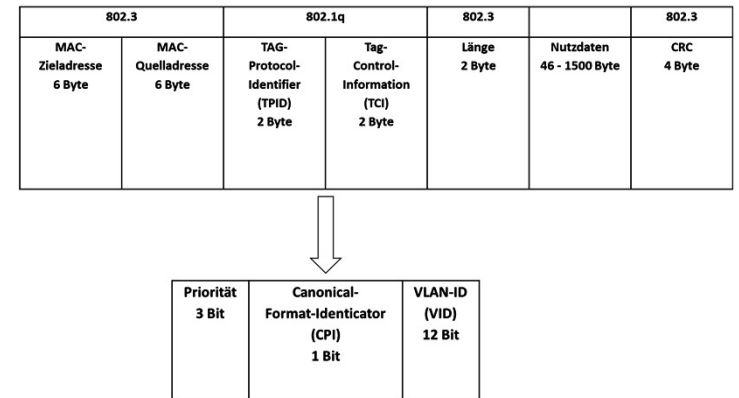 802.3 802.1q 802.3 802.3
MAC- MAC- TAG- Tag- Länge Nutzdaten CRC
Zieladresse Quelladresse Protocol- Control- 2 Byte 46 - 1500 Byte 4 Byte
6 Byte 6 Byte Identifier Information
(TPID) (TCI)
2 Byte 2 Byte
Priorität Canonical- VLAN-ID
3 Bit Format-Identicator (VID)
(CPI) 12 Bit
1 Bit